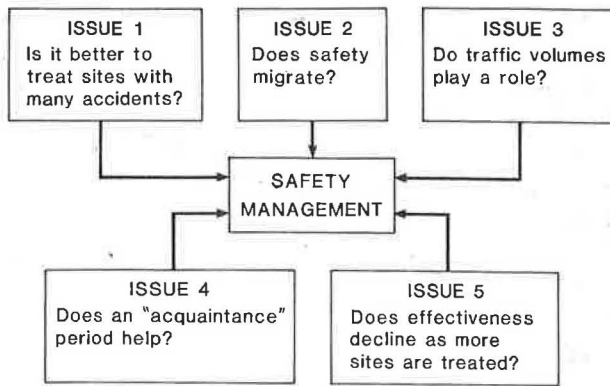 ISSUE 1
Is it better to
treat sites with
many accidents?
ISSUE 2
Does safety
migrate?
ISSUE 3
Do traffic volumes
play a role?
SAFETY
MANAGEMENT
ISSUE 4
Does an "acquaintance"
period help?
ISSUE 5
Does effectiveness
decline as more
sites are treated?